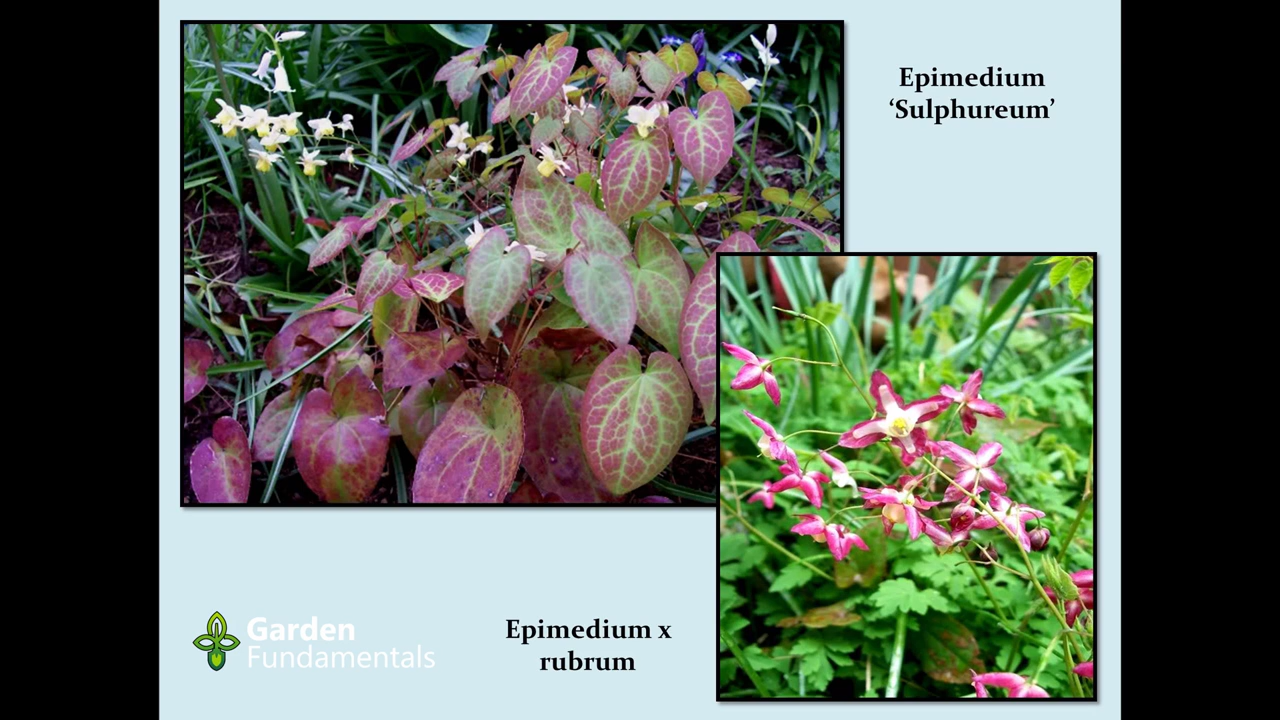 Epimedium
‘Sulphureum’
Garden
Fundamentals
Epimedium x
rubrum